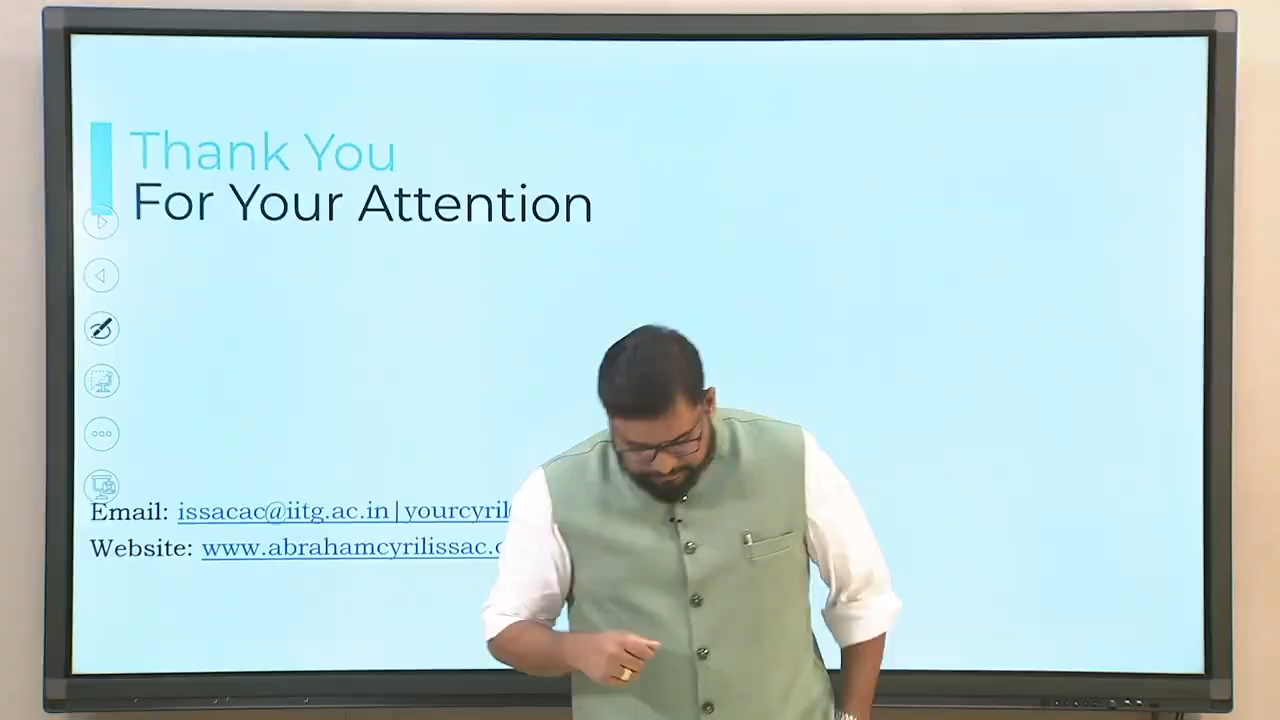 Thank You
For Your Attention
Email: issacac@iitg.ac.in|yourcyril
Website: www.abrahamcyrilissac.